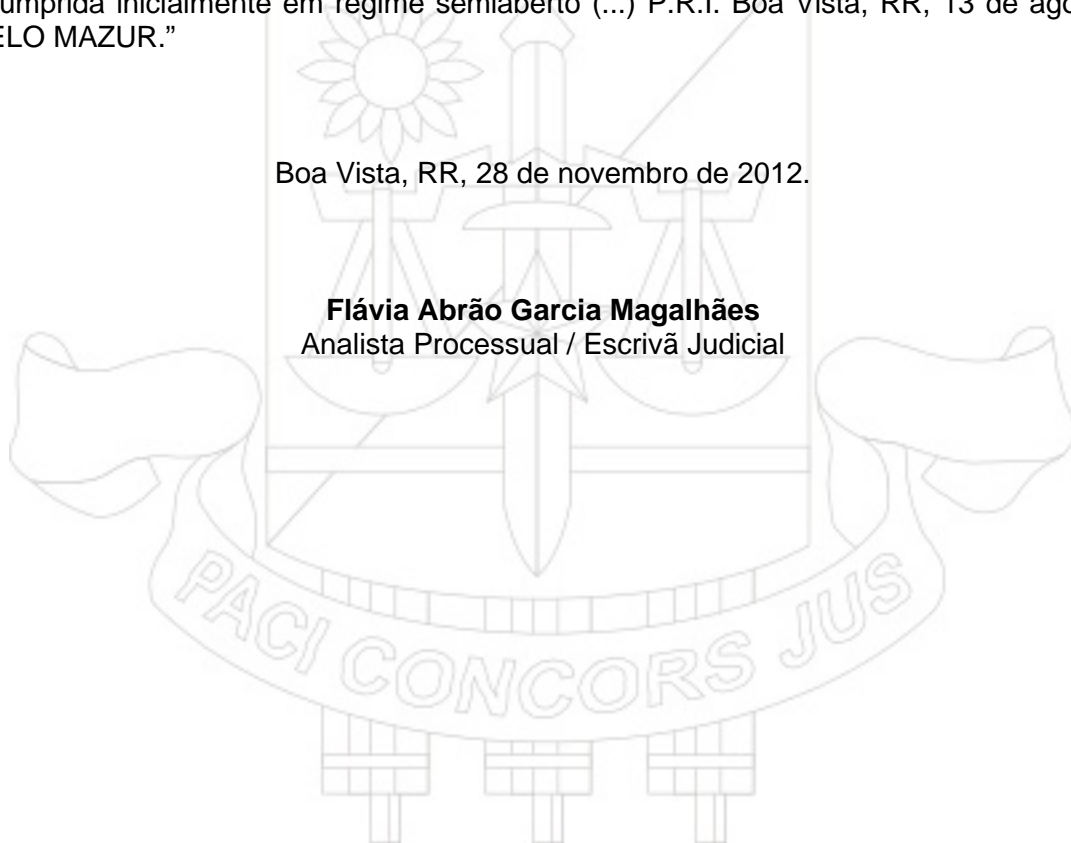 umprida inicialmente em regime semiaberto (...) P.R.I. Boa Vista, RR, 13 de ago
ELO MAZUR.”
Boa Vista, RR, 28 de novembro de 2012.
Flávia Abrão Garcia Magalhães
Analista Processual / Escrivã Judicial
PACI CONCORS JUS